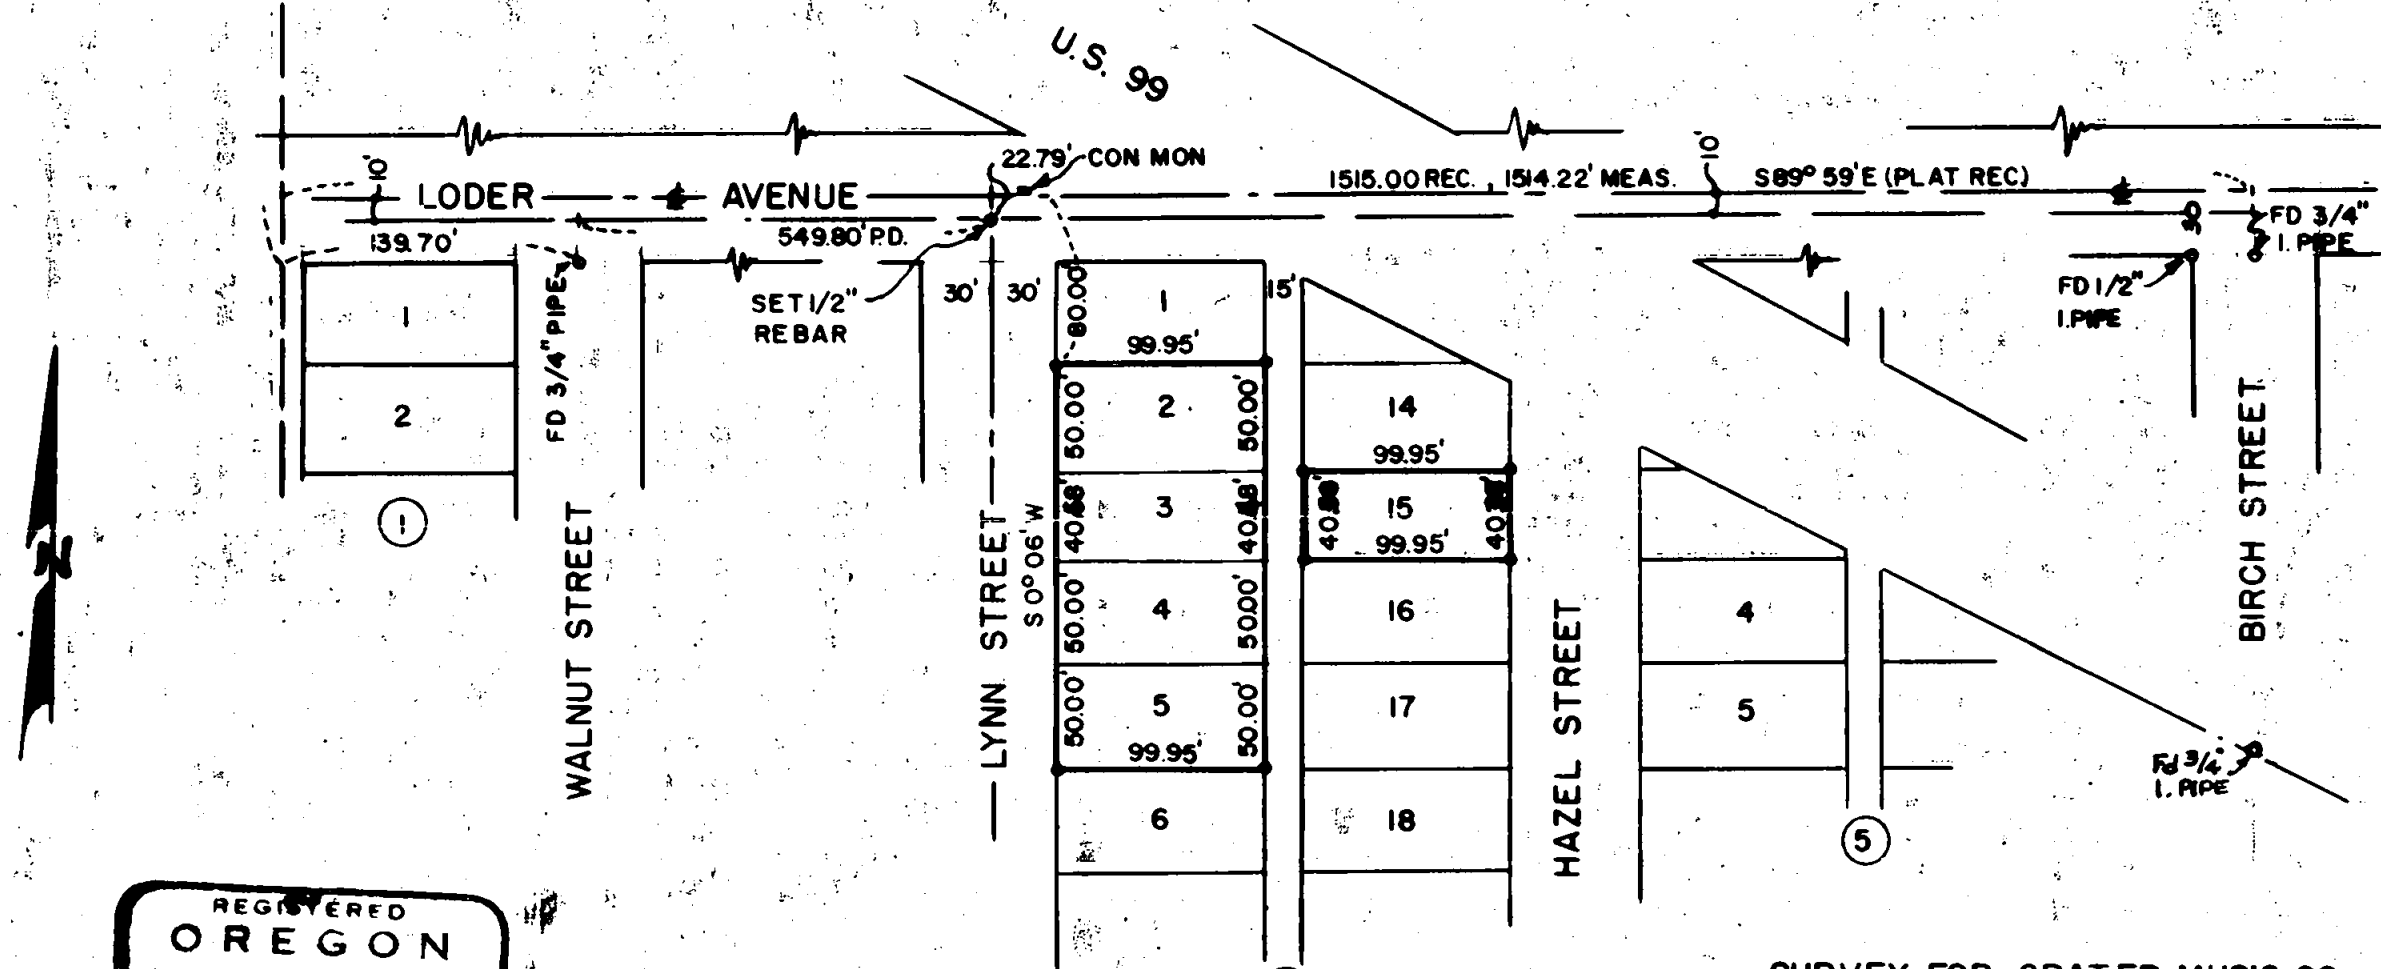 U.S. 99
22.79' CON MON
10'
LODER AVENUE
1515.00 REC., 1514.22' MEAS.
10'
S89° 59' E (PLAT REC)
139.70'
549.80' P.D.
30
FD 3/4"
I. PIPE
FD 3/4" PIPE
SET 1/2"
REBAR
30' 30'
80.00'
1
99.95'
15'
FD 1/2"
I. PIPE
1
2
1
WALNUT STREET
LYNN STREET
S 0° 06' W
50.00' 2 50.00'
3
50.00' 4 50.00'
50.00' 5 50.00'
99.95'
6
14
99.95'
15
99.95'
16
17
18
HAZEL STREET
4
5
5
BIRCH STREET
Fd 3/4
I. PIPE
REGISTERED
OREGON